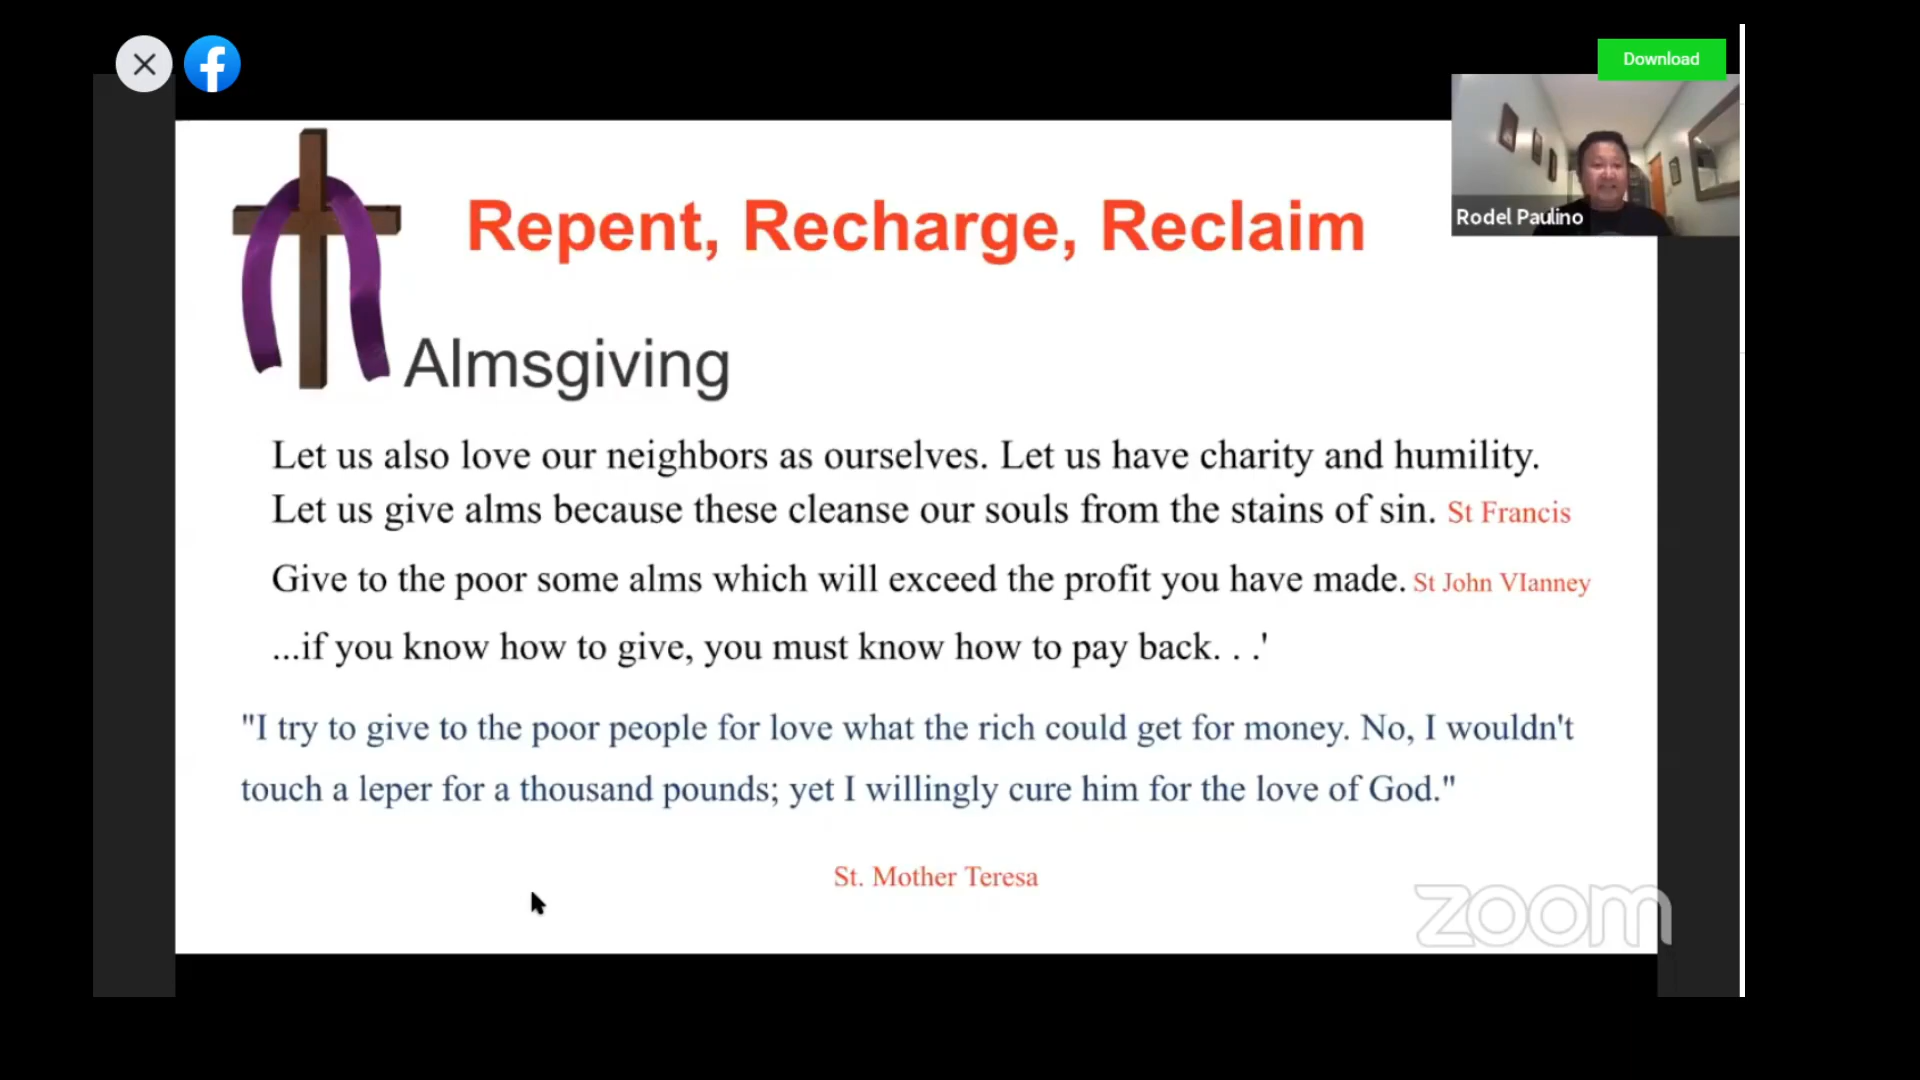 Download
Rodel Paulino
Repent, Recharge, Reclaim
Almsgiving
Let us also love our neighbors as ourselves. Let us have charity and humility.
Let us give alms because these cleanse our souls from the stains of sin. St Francis
Give to the poor some alms which will exceed the profit you have made. St John VIanney
...if you know how to give, you must know how to pay back. . .'
"I try to give to the poor people for love what the rich could get for money. No, I wouldn't
touch a leper for a thousand pounds; yet I willingly cure him for the love of God."
St. Mother Teresa
zoom